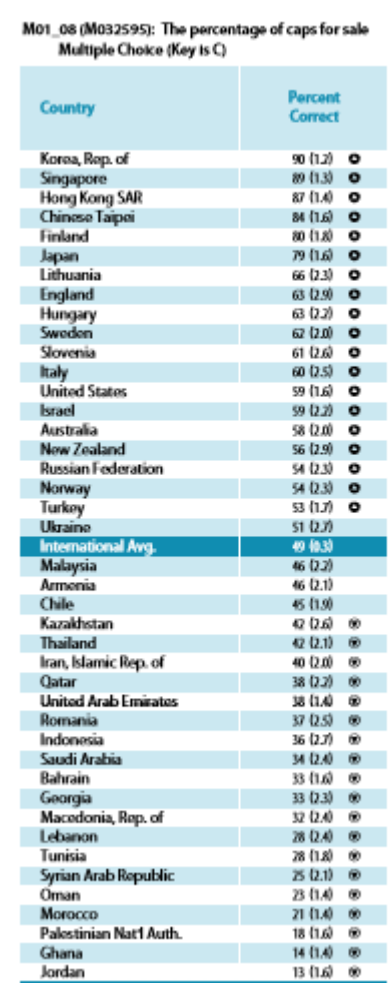 M01_08 (M032595): The percentage of caps for sale
Multiple Choice (Key is C)
Country
Percent
Correct
Korea, Rep. of 90 (1.2)
Singapore 89 (1.3)
Hong Kong SAR 87 (1.4)
Chinese Taipei 84 (1.6)
Finland 80 (1.8)
Japan 79 (1.6)
Lithuania 66 (2.3)
England 63 (2.9)
Hungary 63 (2.2)
Sweden 62 (2.0)
Slovenia 61 (2.6)
Italy 60 (2.5)
United States 59 (1.6)
Israel 59 (2.2)
Australia 58 (2.0)
New Zealand 56 (2.9)
Russian Federation 54 (2.3)
Norway 54 (2.3)
Turkey 53 (1.7)
Ukraine 51 (2.7)
International Avg. 49 (0.3)
Malaysia 46 (2.2)
Armenia 46 (2.1)
Chile 45 (1.9)
Kazakhstan 42 (2.6)
Thailand 42 (2.1)
Iran, Islamic Rep. of 40 (2.0)
Qatar 38 (2.2)
United Arab Emirates 38 (1.4)
Romania 37 (2.5)
Indonesia 36 (2.7)
Saudi Arabia 34 (2.4)
Bahrain 33 (1.6)
Georgia 33 (2.3)
Macedonia, Rep. of 32 (2.4)
Lebanon 28 (2.4)
Tunisia 28 (1.8)
Syrian Arab Republic 25 (2.1)
Oman 23 (1.4)
Morocco 21 (1.4)
Palestinian Nat'l Auth. 18 (1.6)
Ghana 14 (1.4)
Jordan 13 (1.6)